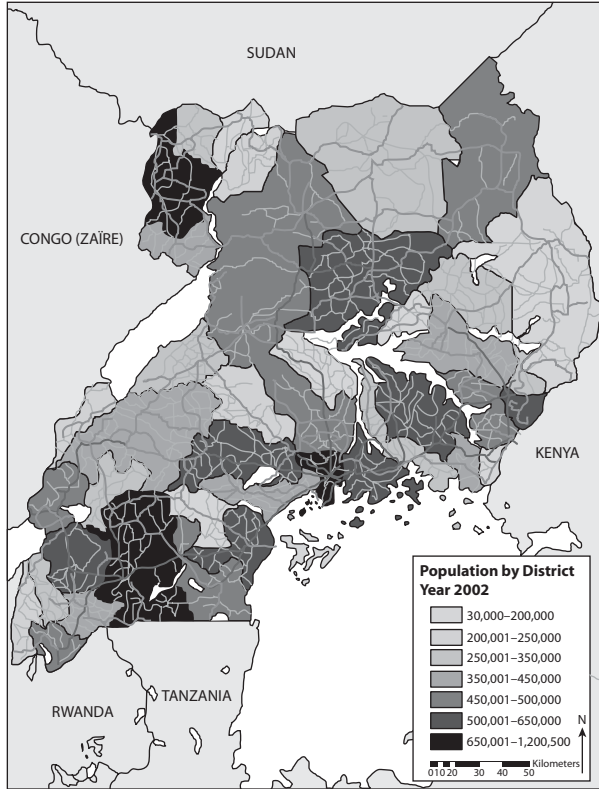 SUDAN
CONGO (ZAÏRE)
KENYA
RWANDA
TANZANIA
Population by District
Year 2002
30,000–200,000
200,001–250,000
250,001–350,000
350,001–450,000
450,001–500,000
500,001–650,000
650,001–1,200,500
N
Kilometers
0 10 20 30 40 50